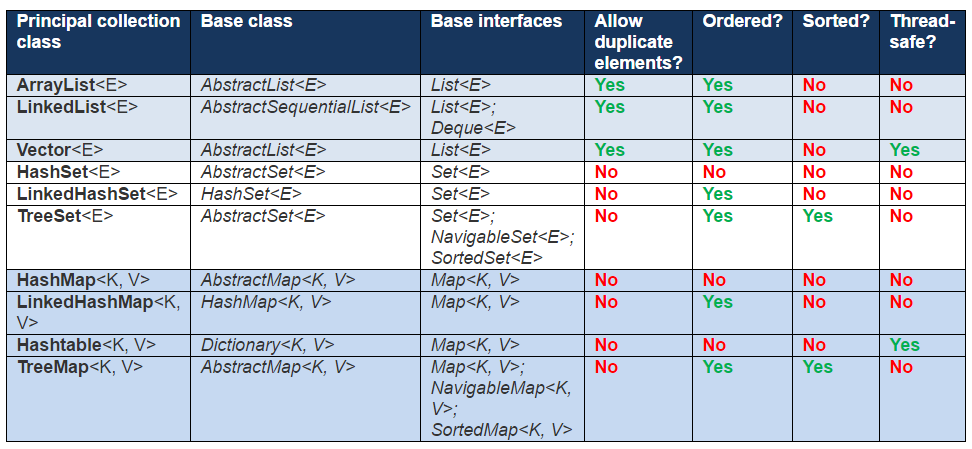 Principal collection class | Base class | Base interfaces | Allow duplicate elements? | Ordered? | Sorted? | Thread-safe?
ArrayList<E> | AbstractList<E> | List<E> | Yes | Yes | No | No
LinkedList<E> | AbstractSequentialList<E> | List<E>; Deque<E> | Yes | Yes | No | No
Vector<E> | AbstractList<E> | List<E> | Yes | Yes | No | Yes
HashSet<E> | AbstractSet<E> | Set<E> | No | No | No | No
LinkedHashSet<E> | HashSet<E> | Set<E> | No | Yes | No | No
TreeSet<E> | AbstractSet<E> | Set<E>; NavigableSet<E>; SortedSet<E> | No | Yes | Yes | No
HashMap<K, V> | AbstractMap<K, V> | Map<K, V> | No | No | No | No
LinkedHashMap<K, V> | HashMap<K, V> | Map<K, V> | No | Yes | No | No
Hashtable<K, V> | Dictionary<K, V> | Map<K, V> | No | No | No | Yes
TreeMap<K, V> | AbstractMap<K, V> | Map<K, V>; NavigableMap<K, V>; SortedMap<K, V> | No | Yes | Yes | No